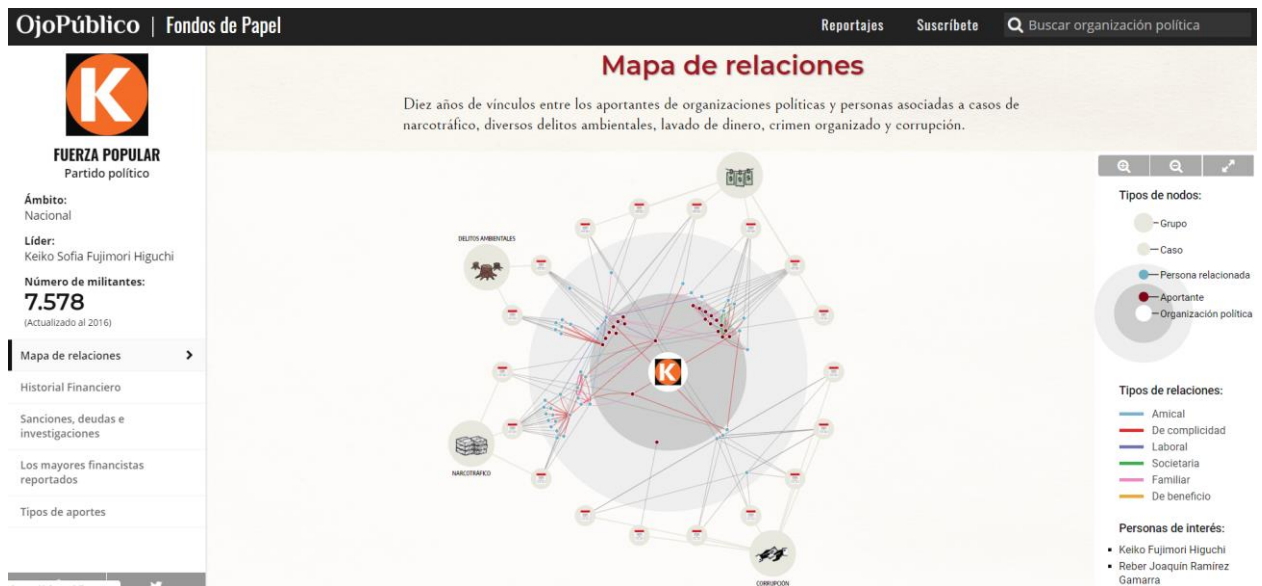 OjoPúblico | Fondos de Papel
Reportajes
Suscríbete
Buscar organización política
K
FUERZA POPULAR
Partido político
Ámbito:
Nacional
Líder:
Keiko Sofia Fujimori Higuchi
Número de militantes:
7.578
(Actualizado al 2016)
Mapa de relaciones
Historial Financiero
Sanciones, deudas e
investigaciones
Los mayores financistas
reportados
Tipos de aportes
Mapa de relaciones
Diez años de vínculos entre los aportantes de organizaciones políticas y personas asociadas a casos de
narcotráfico, diversos delitos ambientales, lavado de dinero, crimen organizado y corrupción.
DELITOS AMBIENTALES
K
NARCOTRÁFICO
CORRUPCIÓN
Tipos de nodos:
Grupo
Caso
Persona relacionada
Aportante
Organización política
Tipos de relaciones:
Amical
De complicidad
Laboral
Societaria
Familiar
De beneficio
Personas de interés:
Keiko Fujimori Higuchi
Reber Joaquín Ramírez
Gamarra